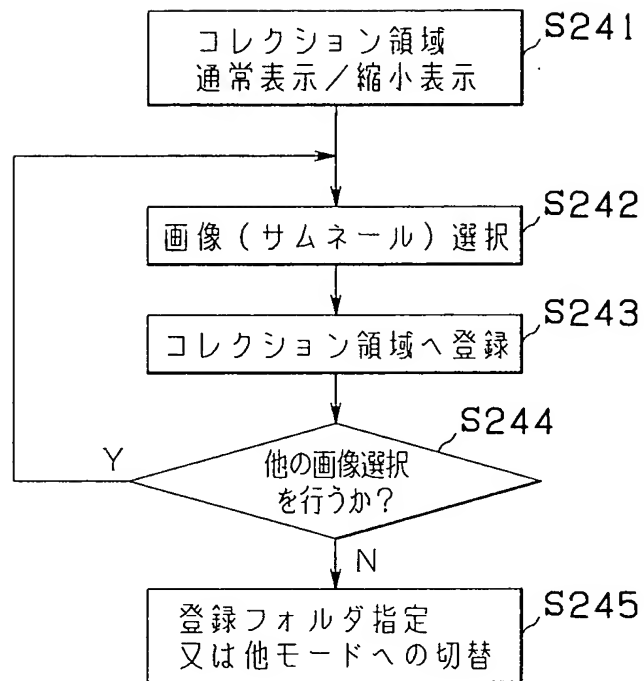 S241
コレクション領域
通常表示/縮小表示
S242
画像(サムネール)選択
S243
コレクション領域へ登録
S244
Y
他の画像選択
を行うか?
N
S245
登録フォルダ指定
又は他モードへの切替